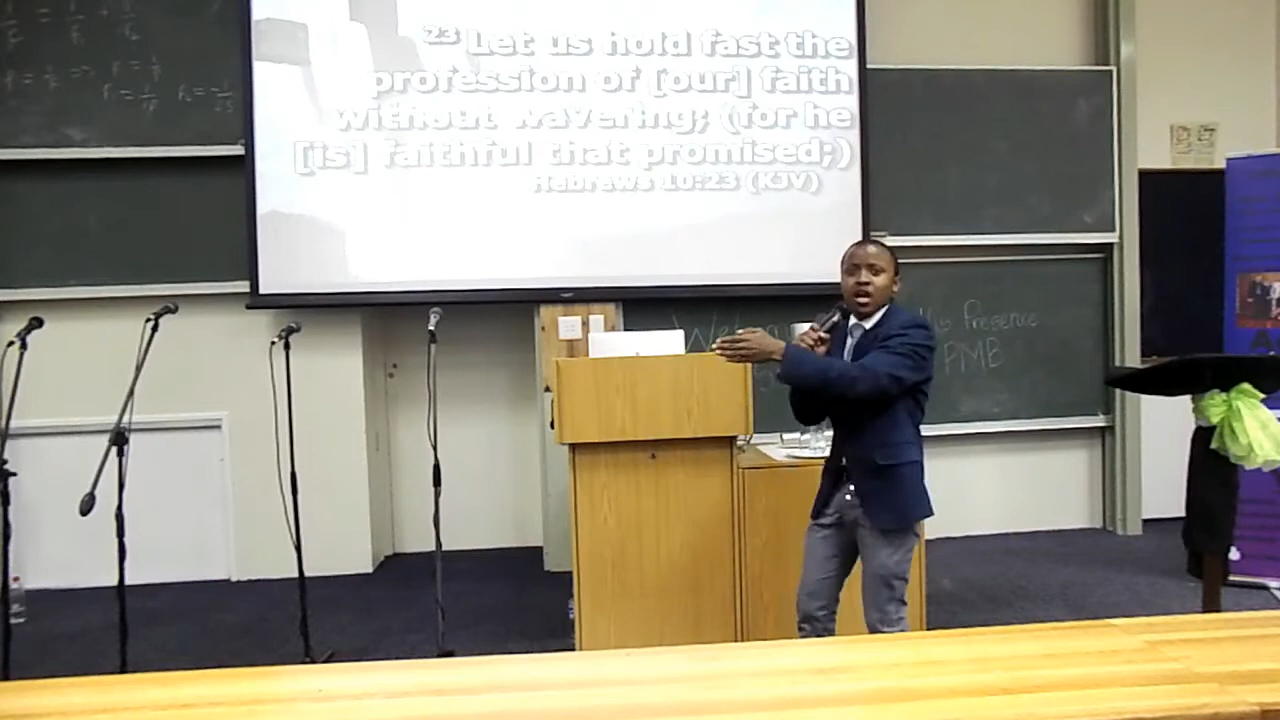 23 Let us hold fast the
profession of [our] faith
without wavering; (for he
[is] faithful that promised;)
Hebrews 10:23 (KJV)
His Presence
PMB